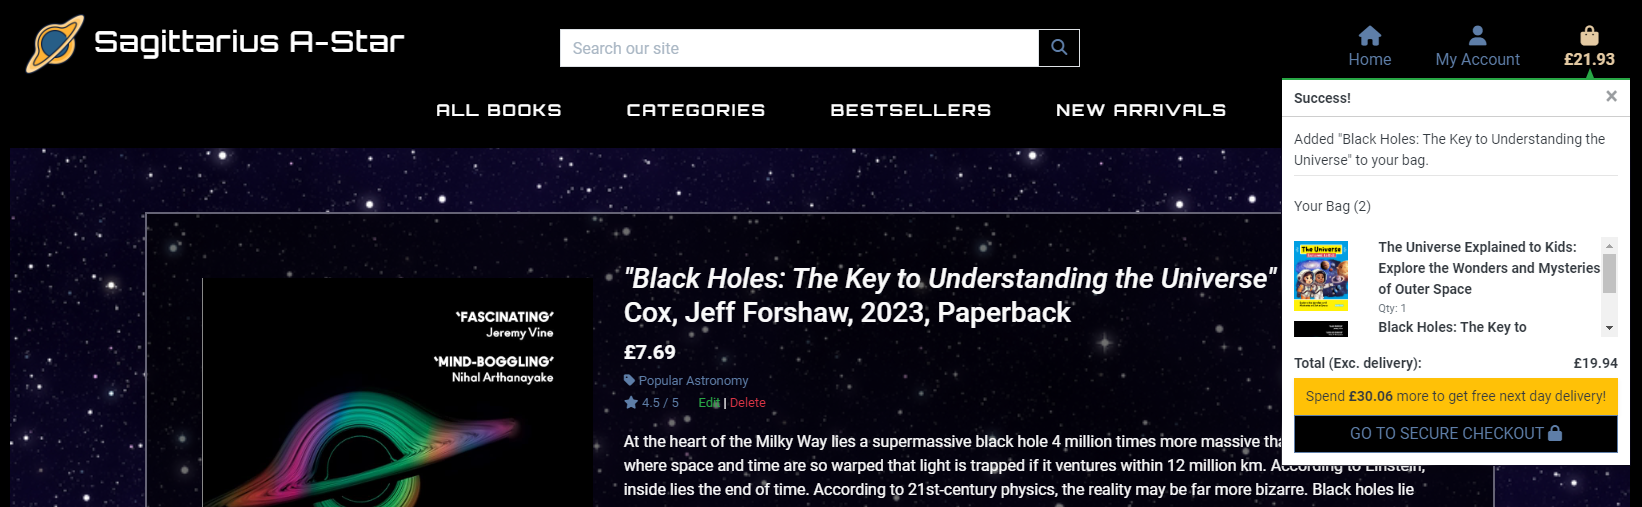 Sagittarius A-Star
Search our site
Home
My Account
£21.93
ALL BOOKS
CATEGORIES
BESTSELLERS
NEW ARRIVALS
Success!
×
Added "Black Holes: The Key to Understanding the
Universe" to your bag.
Your Bag (2)
The Universe
The Universe Explained to Kids:
Explore the Wonders and Mysteries
of Outer Space
Qty: 1
Black Holes: The Key to
Total (Exc. delivery): £19.94
Spend £30.06 more to get free next day delivery!
GO TO SECURE CHECKOUT
‘FASCINATING’
Jeremy Vine
‘MIND-BOGGLING’
Nihal Arthanayake
"Black Holes: The Key to Understanding the Universe"
Cox, Jeff Forshaw, 2023, Paperback
£7.69
Popular Astronomy
4.5 / 5 Edit | Delete
At the heart of the Milky Way lies a supermassive black hole 4 million times more massive
where space and time are so warped that light is trapped if it ventures within 12 million km. According to Einstein,
inside lies the end of time. According to 21st-century physics, the reality may be far more bizarre. Black holes lie